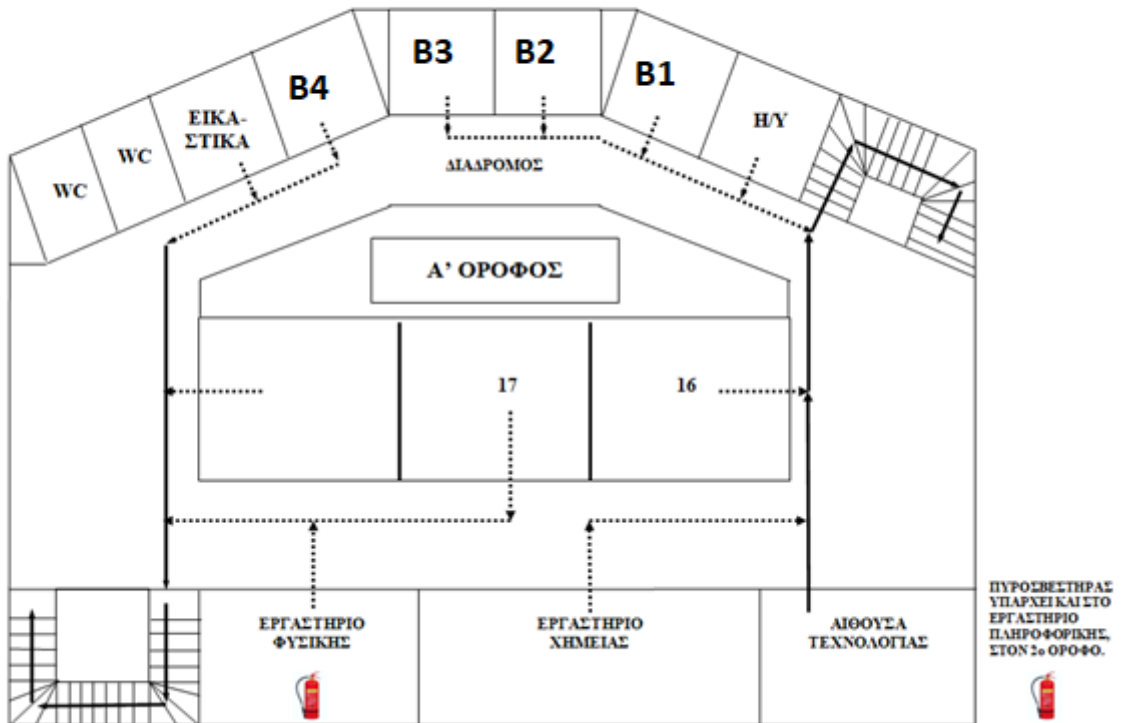 B3
B2
B4
B1
ΕΙΚΑ-
ΣΤΙΚΑ
WC
WC
Η/Υ
ΔΙΑΔΡΟΜΟΣ
Α’ ΟΡΟΦΟΣ
17
16
ΕΡΓΑΣΤΗΡΙΟ
ΦΥΣΙΚΗΣ
ΕΡΓΑΣΤΗΡΙΟ
ΧΗΜΕΙΑΣ
ΑΙΘΟΥΣΑ
ΤΕΧΝΟΛΟΓΙΑΣ
ΠΥΡΟΣΒΕΣΤΗΡΑΣ
ΥΠΑΡΧΕΙ ΚΑΙ ΣΤΟ
ΕΡΓΑΣΤΗΡΙΟ
ΠΛΗΡΟΦΟΡΙΚΗΣ,
ΣΤΟΝ 2ο ΟΡΟΦΟ.